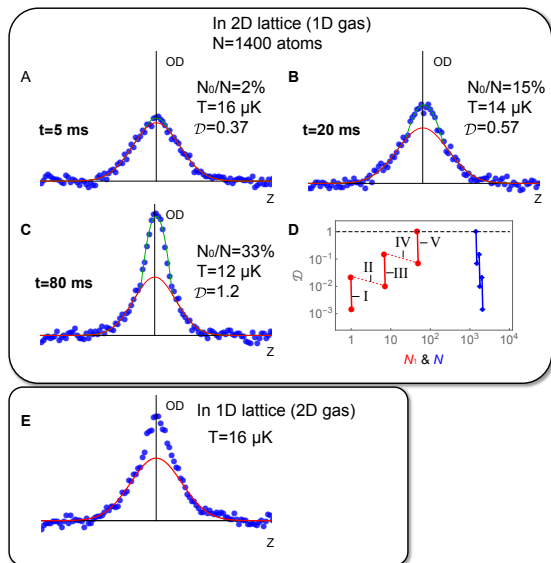 In 2D lattice (1D gas)
N=1400 atoms
A
OD
N₀/N=2%
T=16 μK
𝒟=0.37
t=5 ms
Z
B
OD
N₀/N=15%
T=14 μK
𝒟=0.57
t=20 ms
Z
C
OD
N₀/N=33%
T=12 μK
𝒟=1.2
t=80 ms
Z
D
𝒟
1
10⁻¹
10⁻²
10⁻³
I
II
III
IV
V
1 10 10² 10³ 10⁴
N₁ & N
E
OD
In 1D lattice (2D gas)
T=16 μK
Z